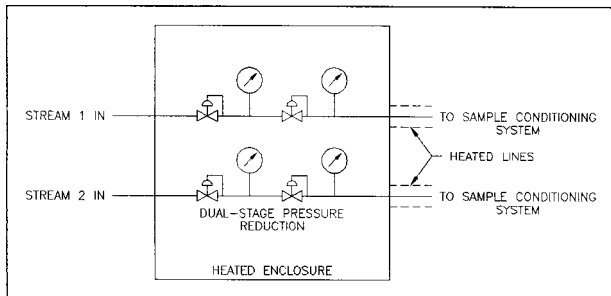 STREAM 1 IN
TO SAMPLE CONDITIONING
SYSTEM
HEATED LINES
STREAM 2 IN
TO SAMPLE CONDITIONING
SYSTEM
DUAL-STAGE PRESSURE
REDUCTION
HEATED ENCLOSURE